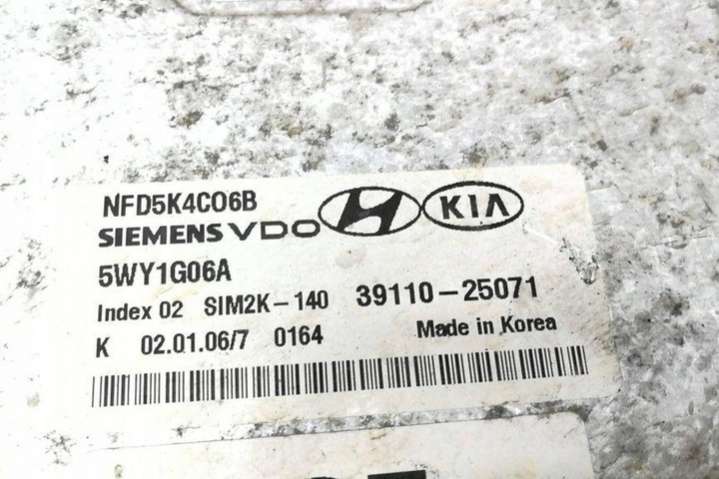 NFD5K4C06B
SIEMENS VDO KIA
5WY1G06A
Index 02 SIM2K-140 39110-25071
K 02.01.06/7 0164 Made in Korea